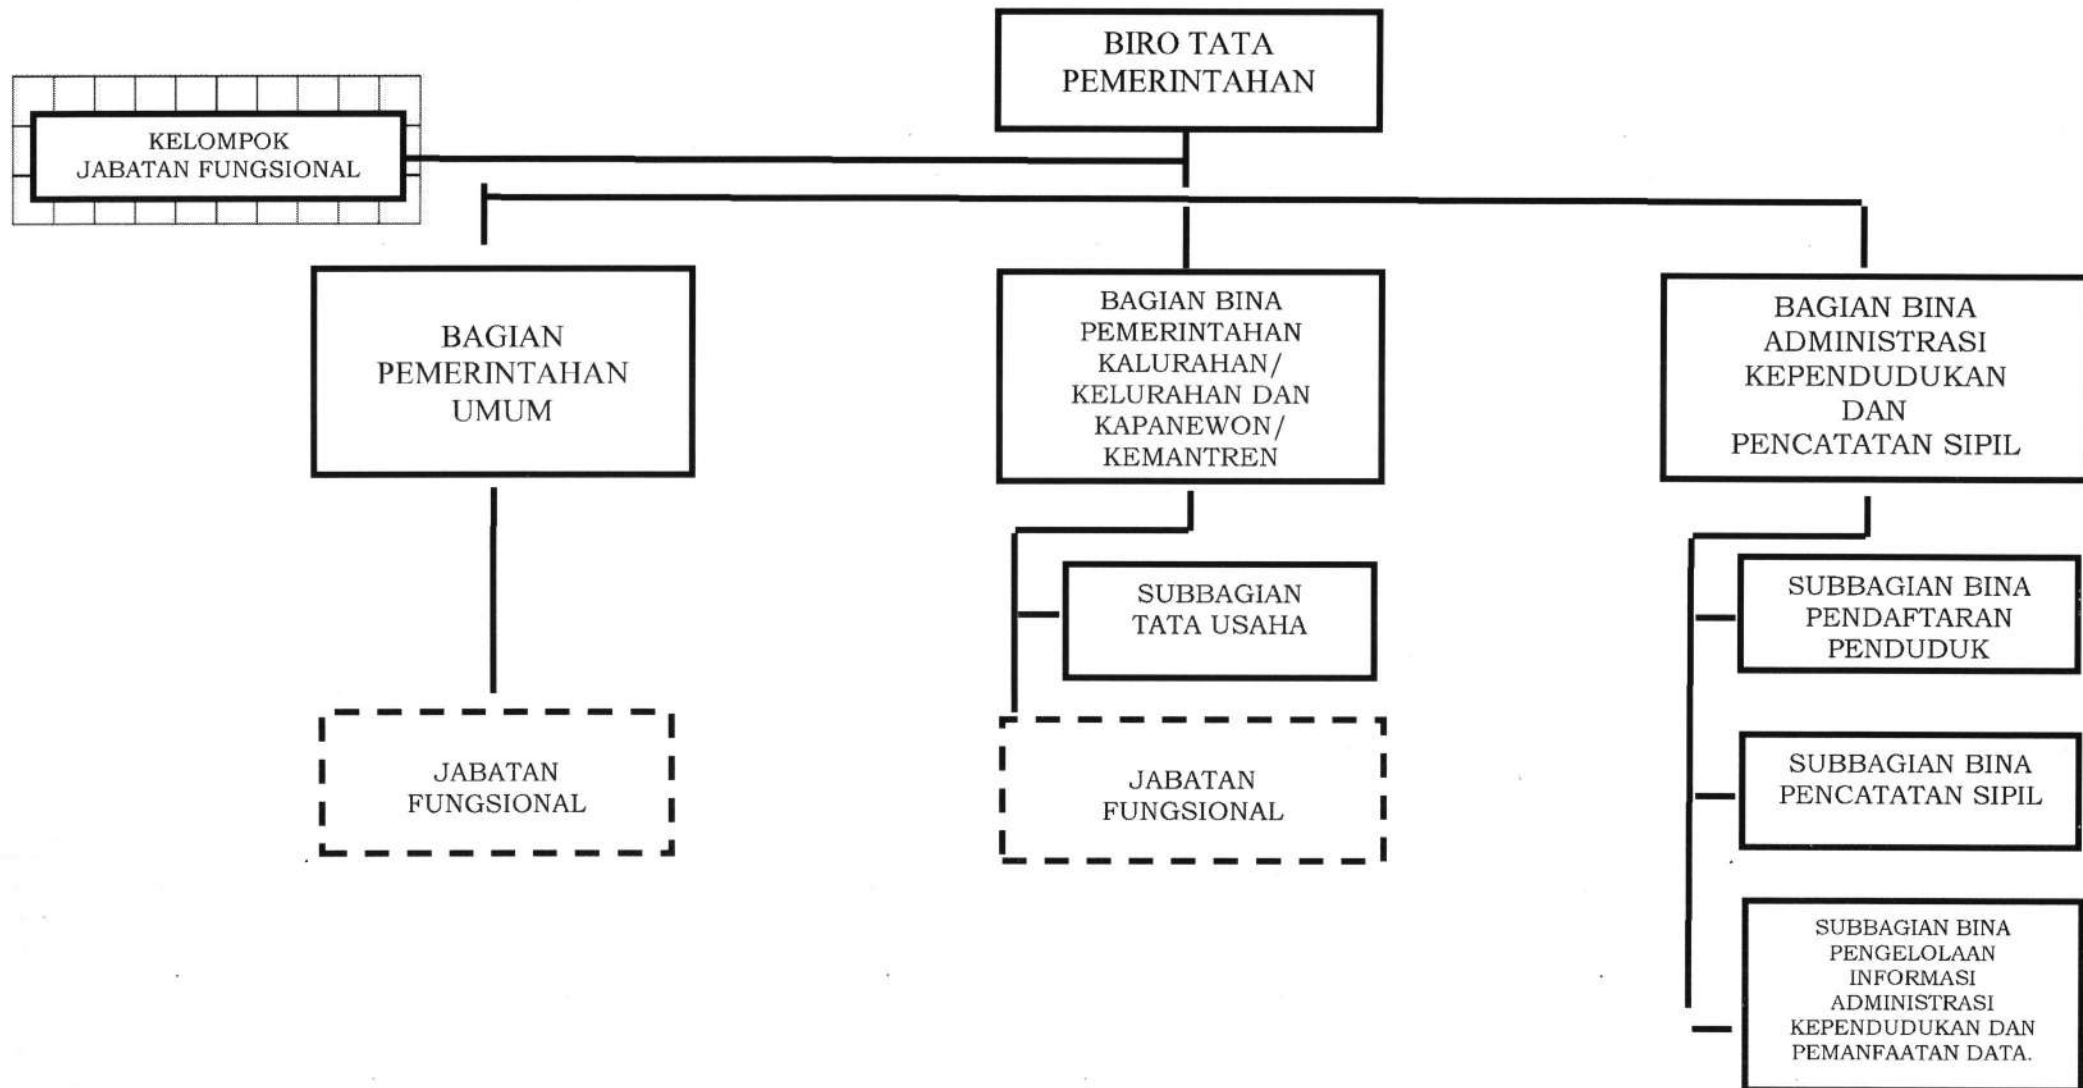 BIRO TATA
PEMERINTAHAN
KELOMPOK
JABATAN FUNGSIONAL
BAGIAN
PEMERINTAHAN
UMUM
BAGIAN BINA
PEMERINTAHAN
KALURAHAN/
KELURAHAN DAN
KAPANEWON/
KEMANTREN
BAGIAN BINA
ADMINISTRASI
KEPENDUDUKAN
DAN
PENCATATAN SIPIL
SUBBAGIAN
TATA USAHA
SUBBAGIAN BINA
PENDAFTARAN
PENDUDUK
JABATAN
FUNGSIONAL
JABATAN
FUNGSIONAL
SUBBAGIAN BINA
PENCATATAN SIPIL
SUBBAGIAN BINA
PENGELOLAAN
INFORMASI
ADMINISTRASI
KEPENDUDUKAN DAN
PEMANFAATAN DATA.